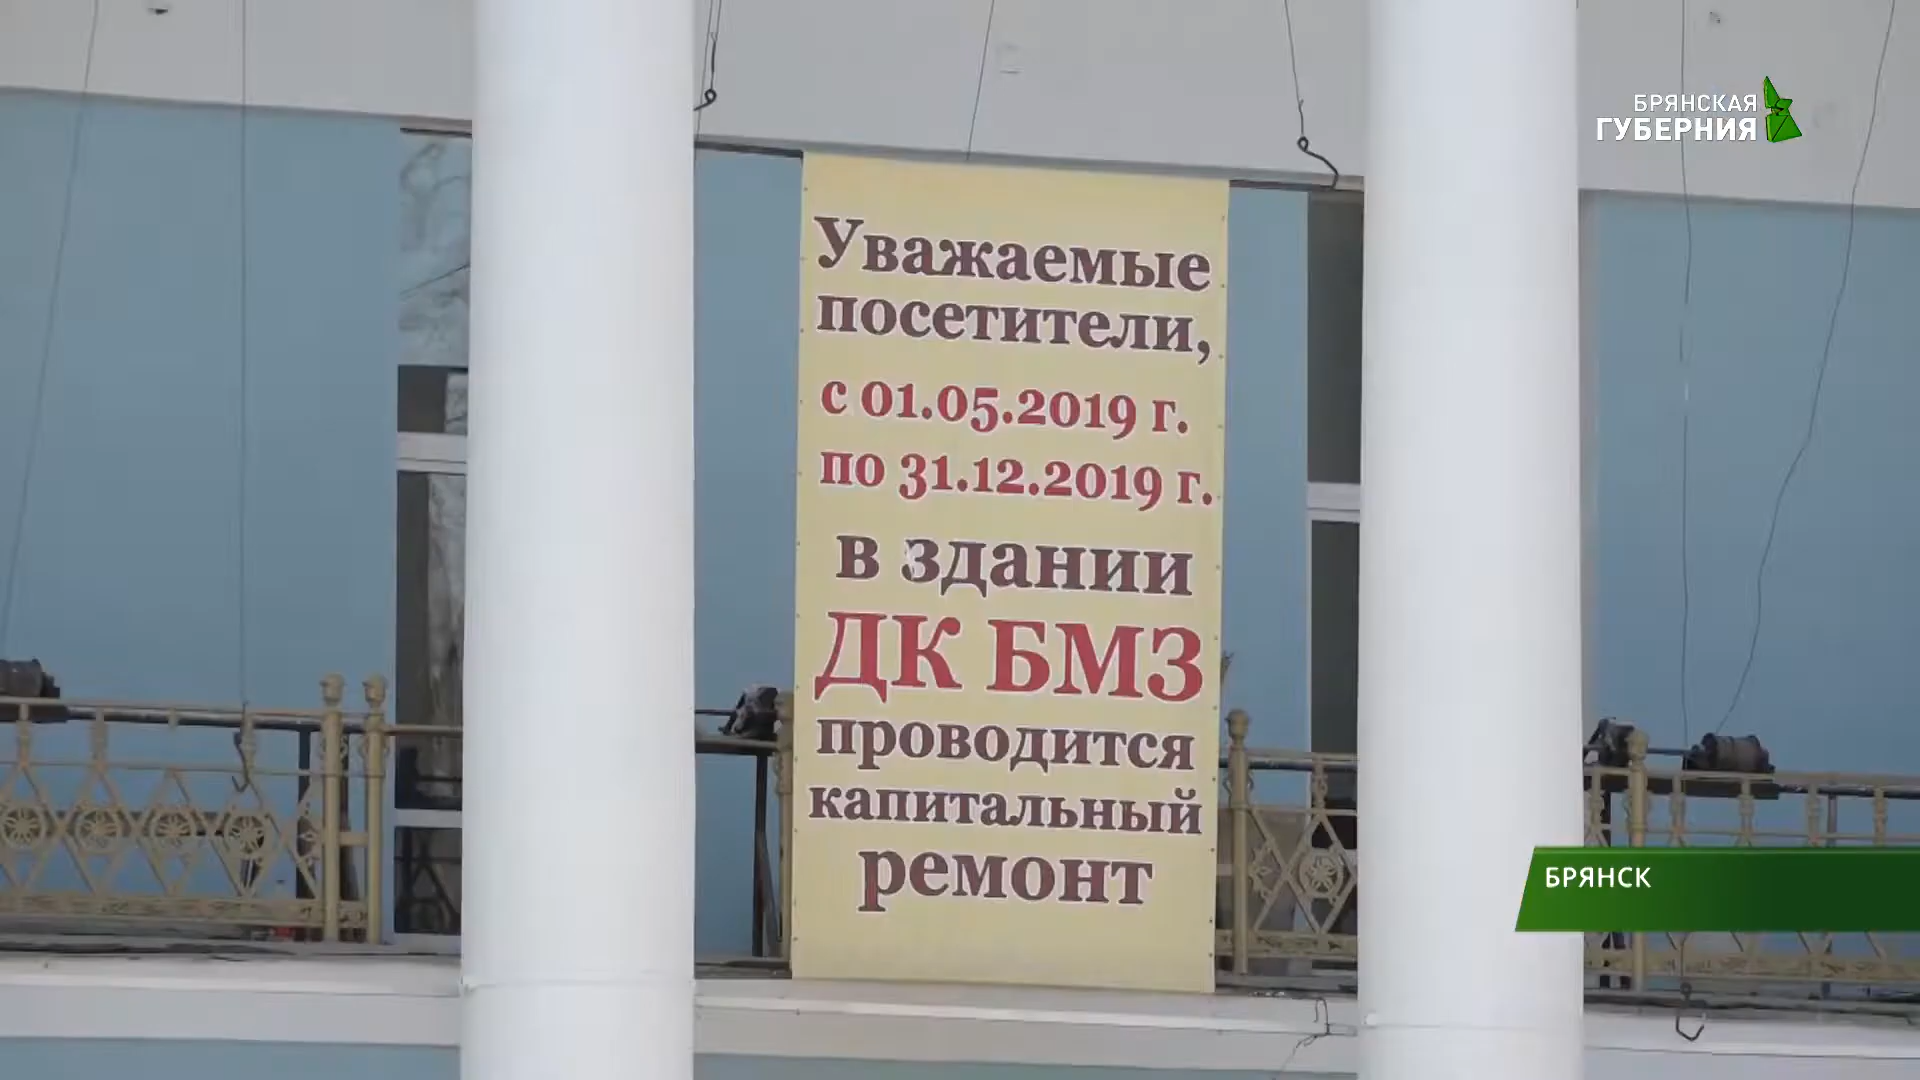 БРЯНСКАЯ
ГУБЕРНИЯ
Уважаемые
посетители,
с 01.05.2019 г.
по 31.12.2019 г.
в здании
ДК БМЗ
проводится
капитальный
ремонт
БРЯНСК